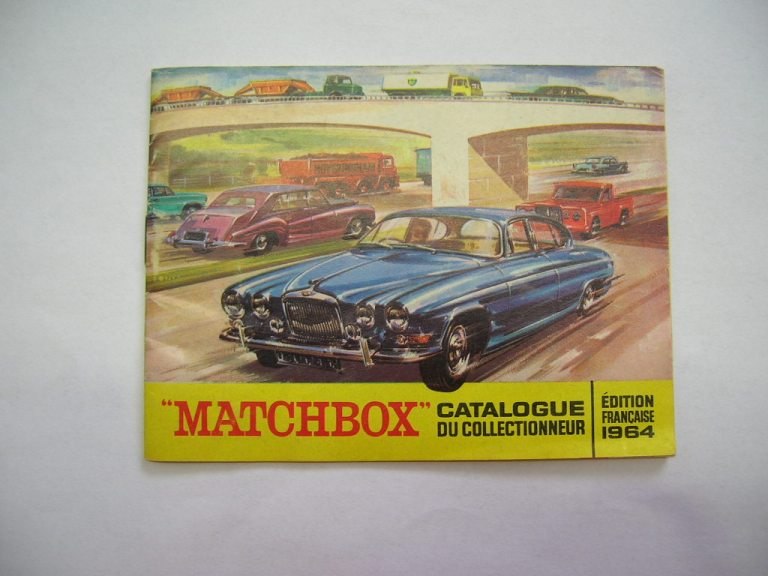 "MATCHBOX"
CATALOGUE
DU COLLECTIONNEUR
ÉDITION
FRANÇAISE
1964